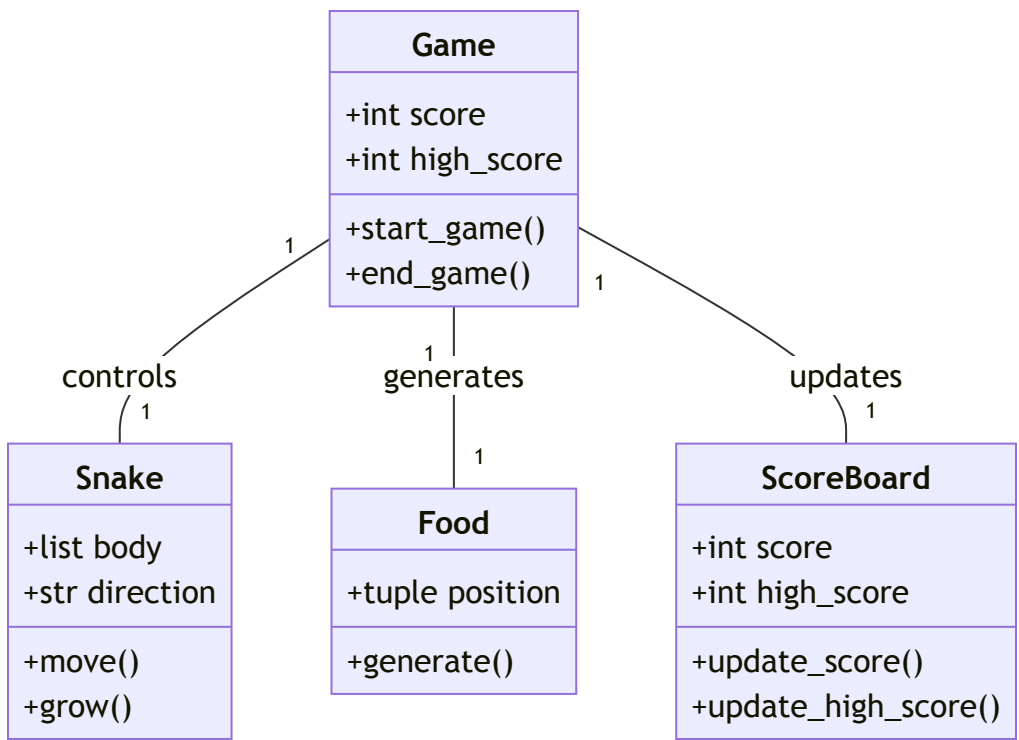 Game
+int score
+int high_score
+start_game()
+end_game()
1
1
1
controls
generates
updates
1
1
1
Snake
+list body
+str direction
+move()
+grow()
Food
+tuple position
+generate()
ScoreBoard
+int score
+int high_score
+update_score()
+update_high_score()